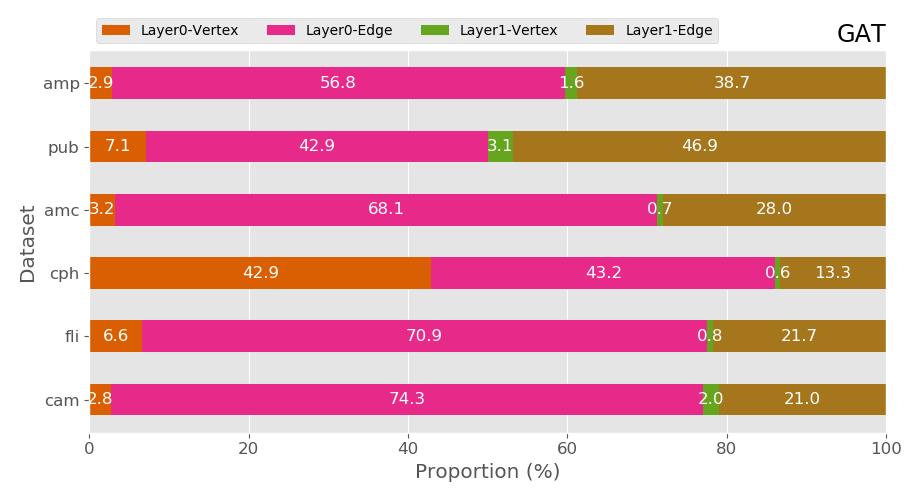 Layer0-Vertex Layer0-Edge Layer1-Vertex Layer1-Edge GAT
amp 2.9 56.8 1.6 38.7
pub 7.1 42.9 3.1 46.9
amc 3.2 68.1 0.7 28.0
cph 42.9 43.2 0.6 13.3
fli 6.6 70.9 0.8 21.7
cam 2.8 74.3 2.0 21.0
Dataset
0 20 40 60 80 100
Proportion (%)